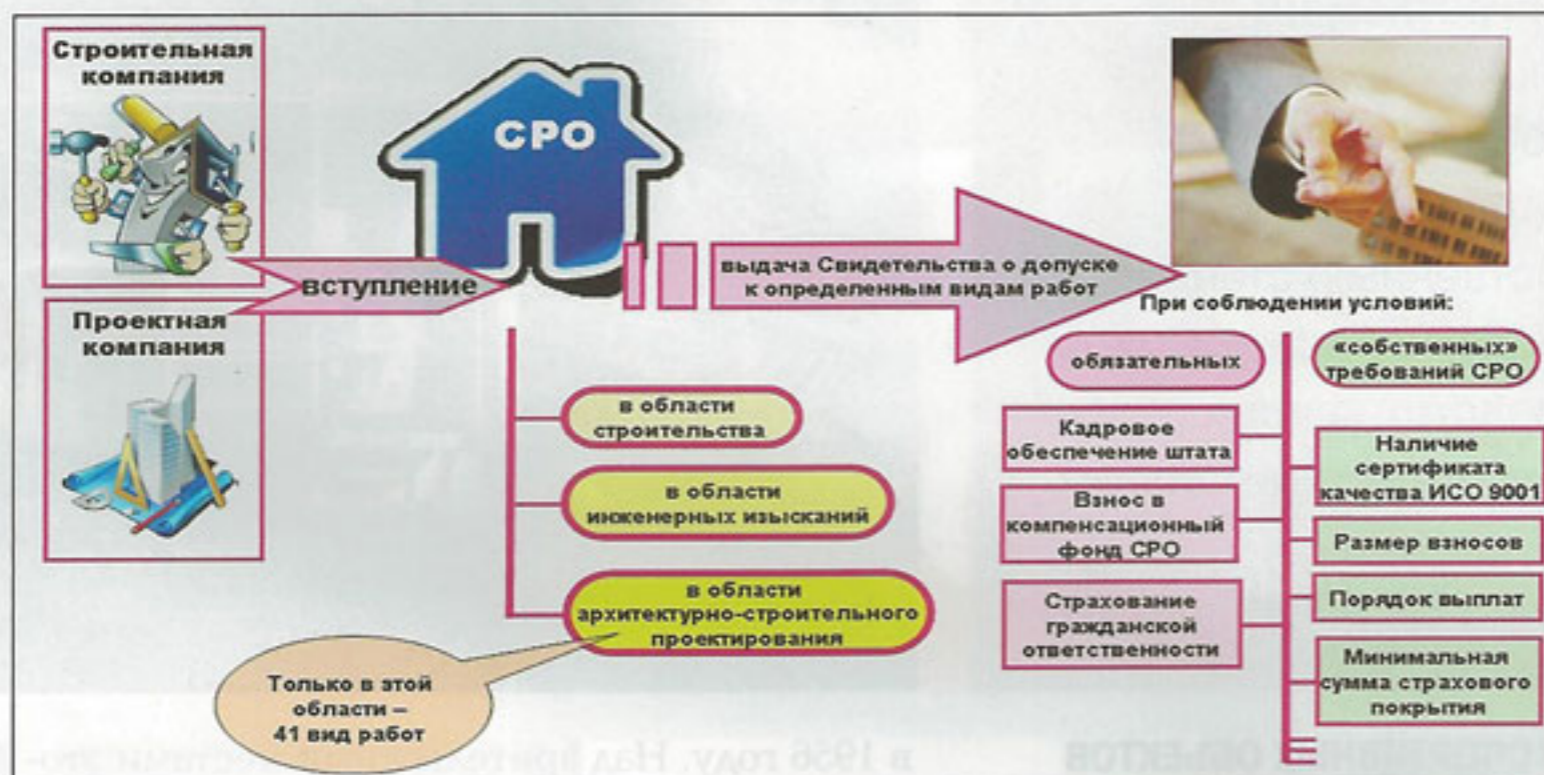 Строительная
компания
СРО
вступление
Проектная
компания
выдача Свидетельства о допуске
к определенным видам работ
При соблюдении условий:
в области
строительства
в области
инженерных изысканий
в области
архитектурно-строительного
проектирования
Только в этой
области –
41 вид работ
обязательных
Кадровое
обеспечение штата
Взнос в
компенсационный
фонд СРО
Страхование
гражданской
ответственности
«собственных»
требований СРО
Наличие
сертификата
качества ИСО 9001
Размер взносов
Порядок выплат
Минимальная
сумма страхового
покрытия
в 1956 году. Над